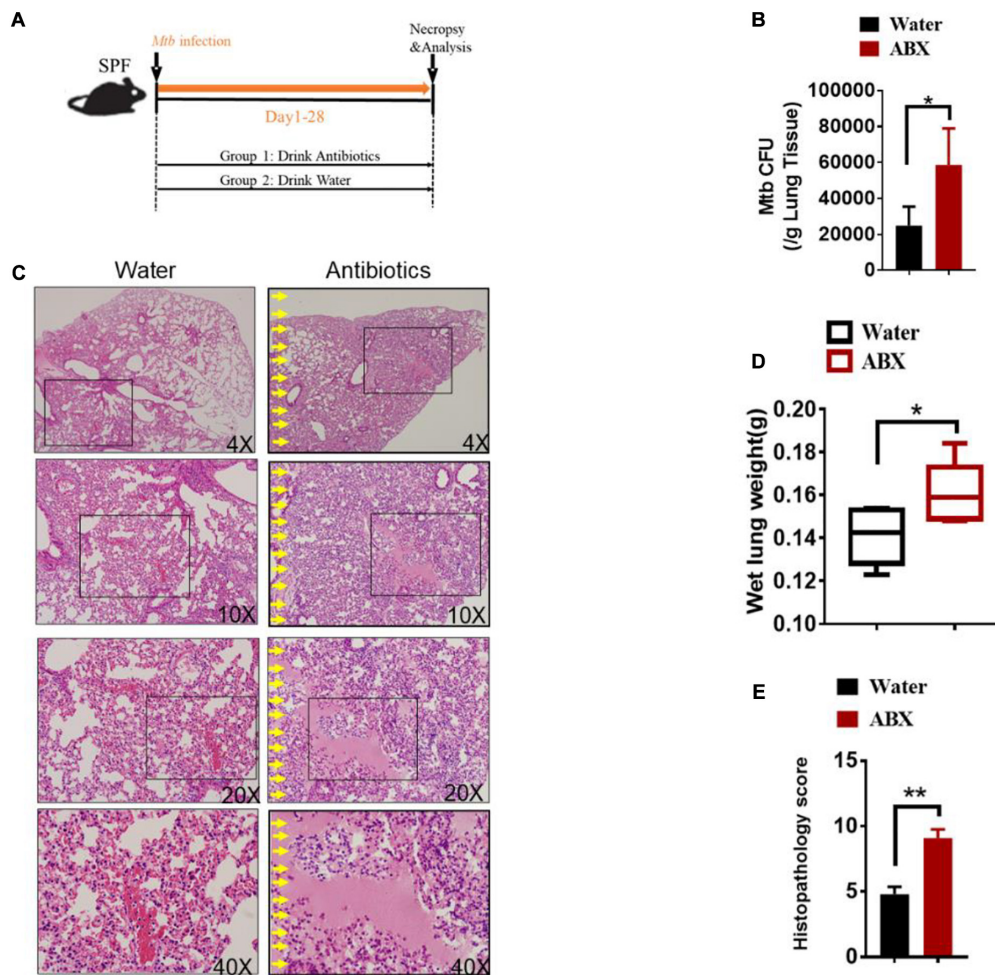 A
Mtb infection
Necropsy
&Analysis
SPF
Day1-28
Group 1: Drink Antibiotics
Group 2: Drink Water
B
Water
ABX
*
100000
80000
60000
40000
20000
0
Mtb CFU
(/g Lung Tissue)
C
Water
Antibiotics
4X
4X
10X
10X
20X
20X
40X
40X
D
Water
ABX
*
0.20
0.18
0.16
0.14
0.12
0.10
Wet lung weight(g)
E
Water
ABX
**
15
10
5
0
Histopathology score